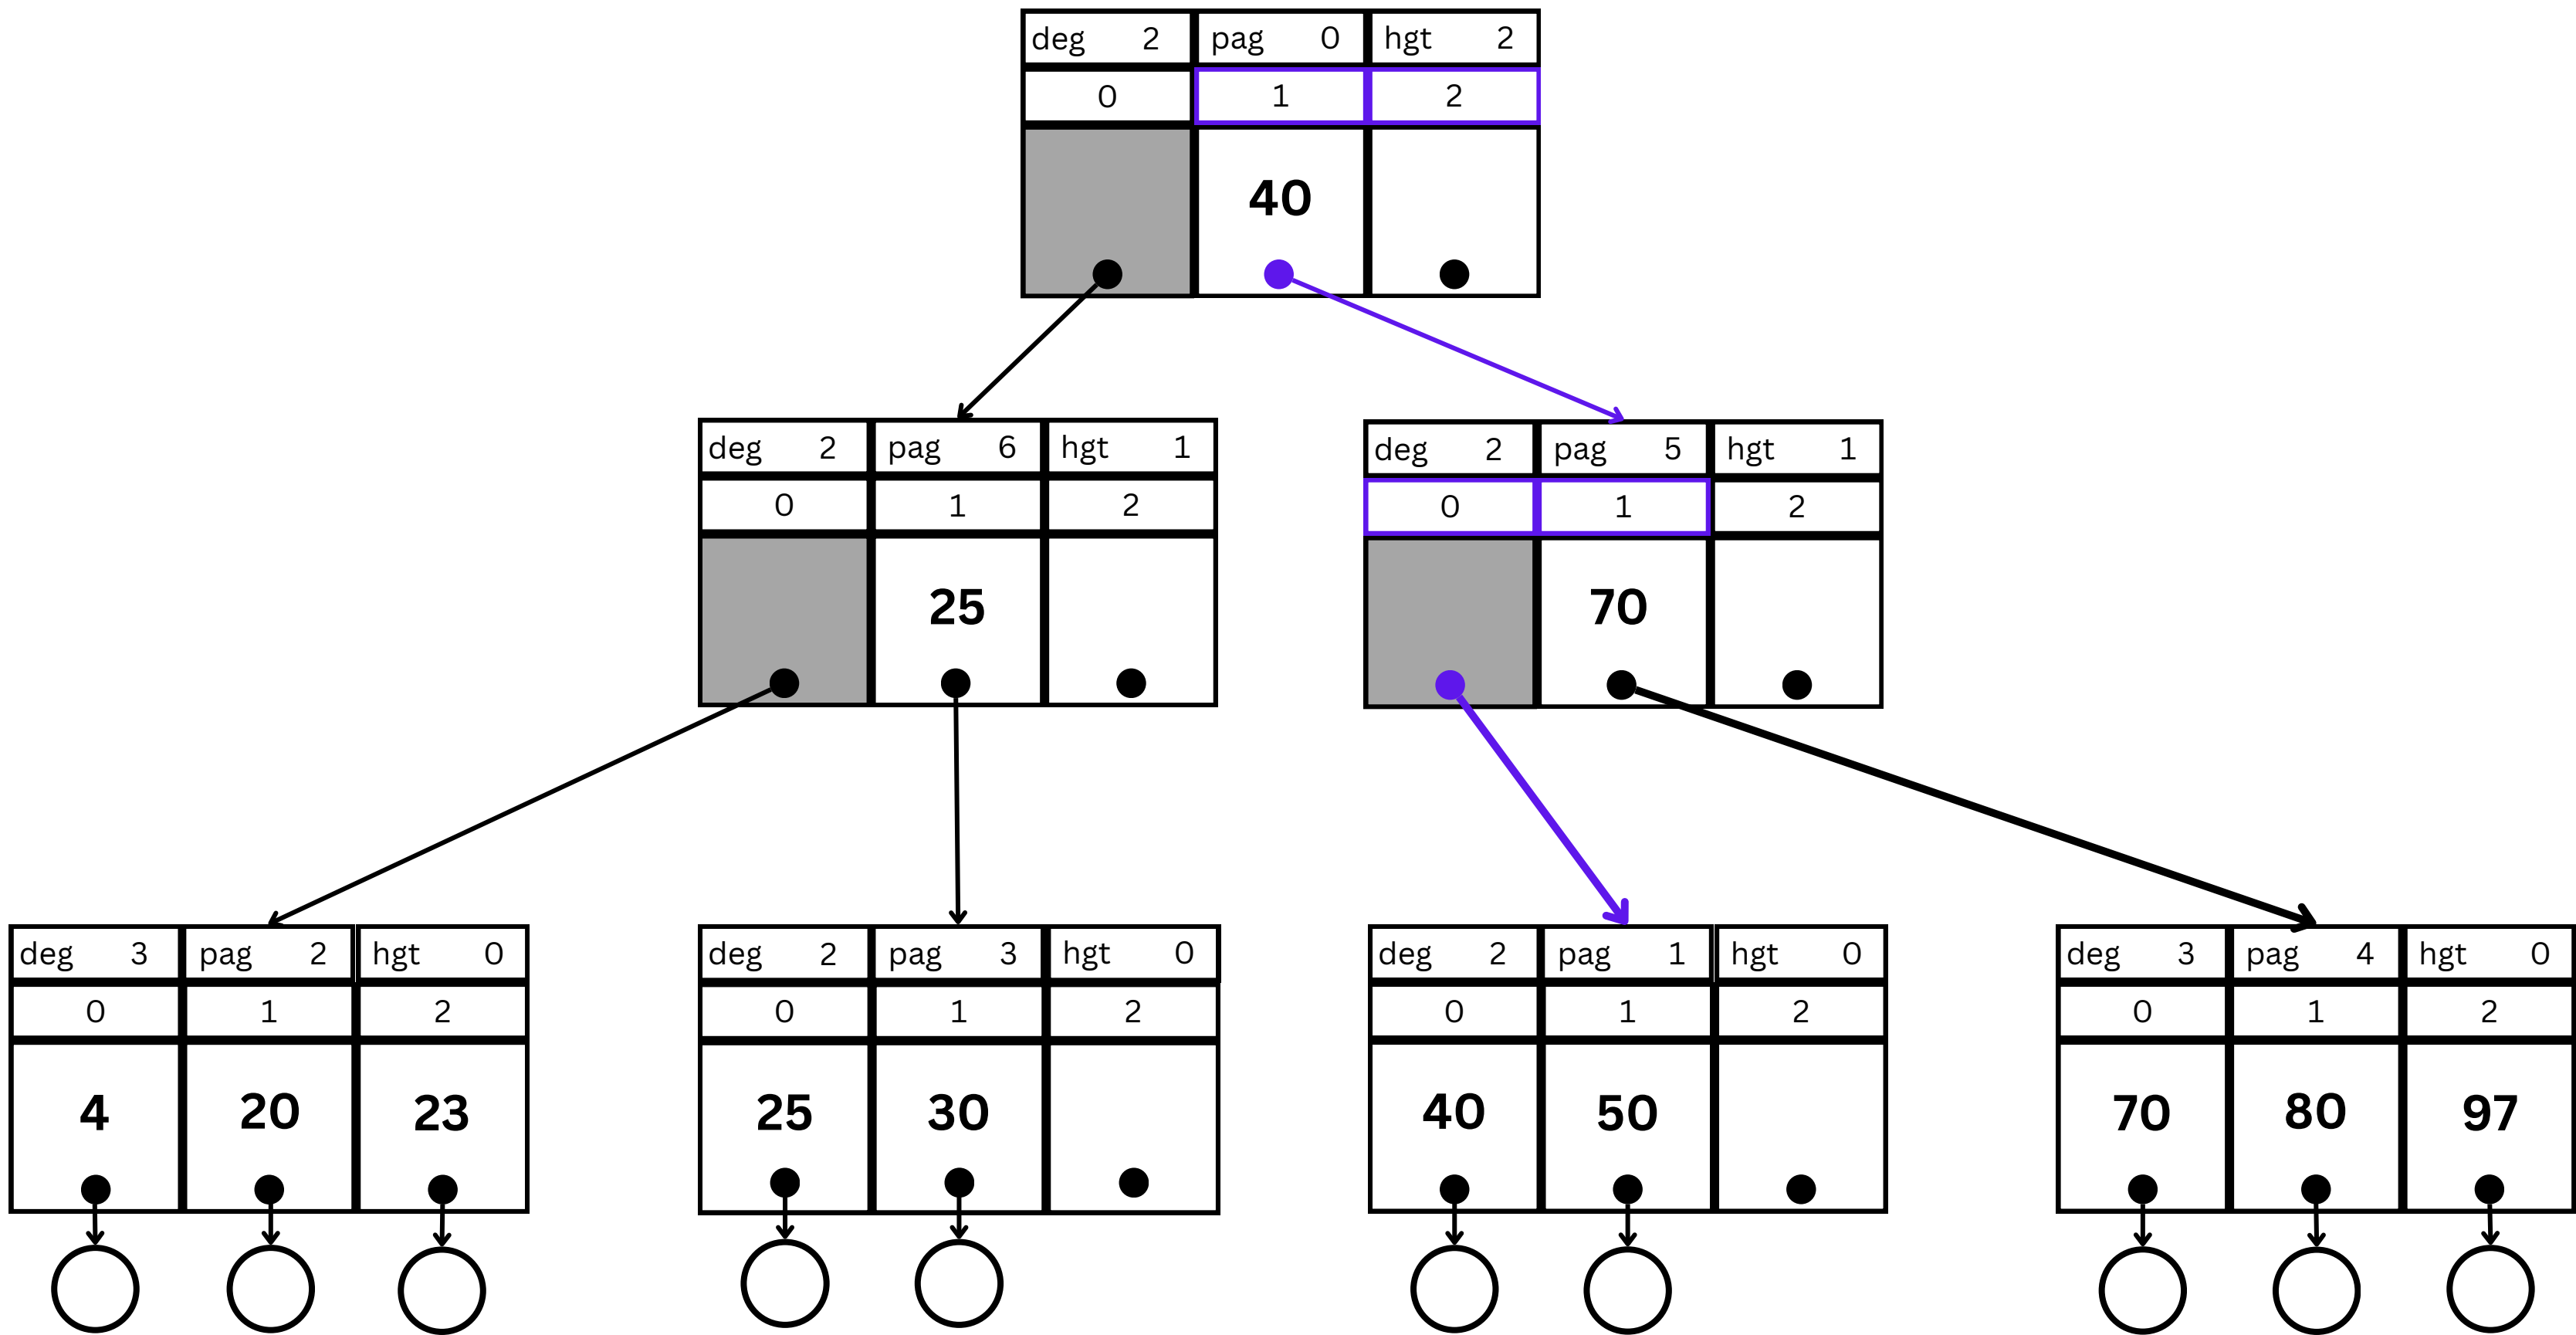 deg 2 pag 0 hgt 2
0 1 2
40
deg 2 pag 6 hgt 1
0 1 2
25
deg 2 pag 5 hgt 1
0 1 2
70
deg 3 pag 2 hgt 0
0 1 2
4 20 23
deg 2 pag 3 hgt 0
0 1 2
25 30
deg 2 pag 1 hgt 0
0 1 2
40 50
deg 3 pag 4 hgt 0
0 1 2
70 80 97